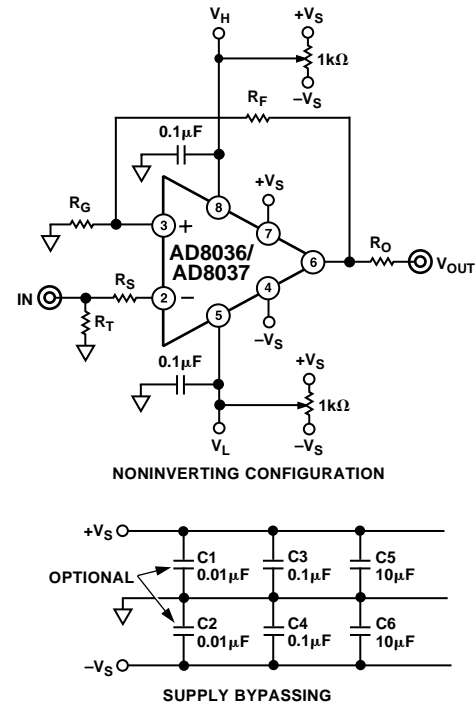 V_H
+V_S
1kΩ
−V_S
R_F
0.1µF
R_G
3
+
8
+V_S
7
AD8036/
AD8037
6
R_O
V_OUT
IN
R_S
2
−
R_T
4
5
−V_S
0.1µF
+V_S
1kΩ
−V_S
V_L
NONINVERTING CONFIGURATION
+V_S
C1
0.01µF
C3
0.1µF
C5
10µF
OPTIONAL
C2
0.01µF
C4
0.1µF
C6
10µF
−V_S
SUPPLY BYPASSING